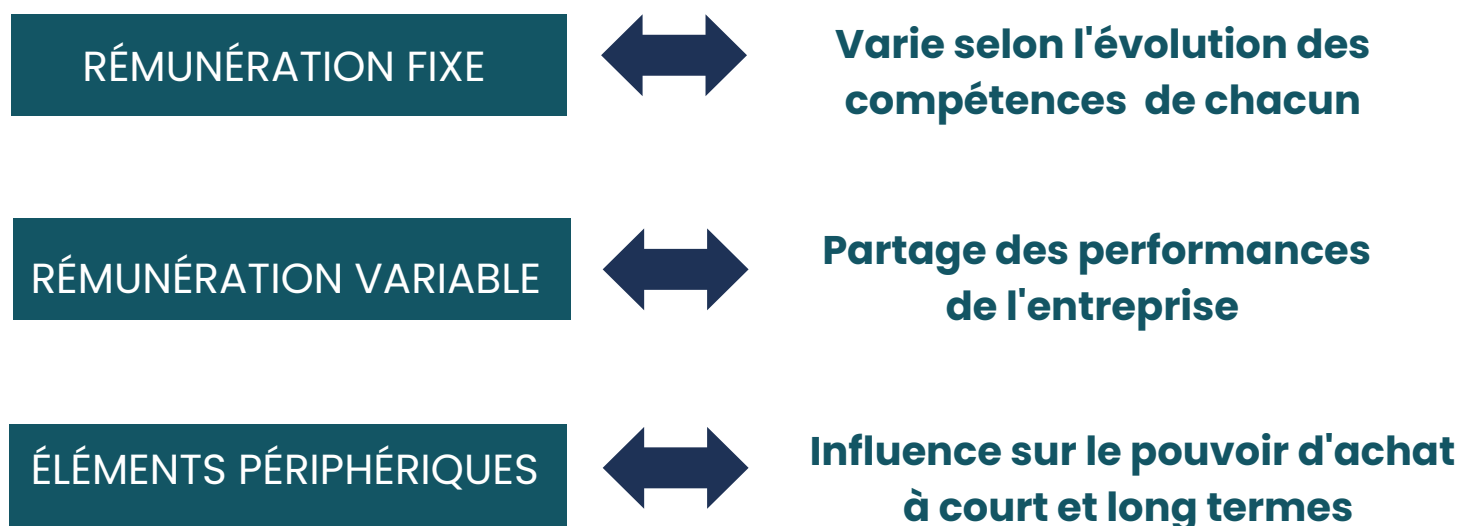 RÉMUNÉRATION FIXE
Varie selon l'évolution des
compétences de chacun
RÉMUNÉRATION VARIABLE
Partage des performances
de l'entreprise
ÉLÉMENTS PÉRIPHÉRIQUES
Influence sur le pouvoir d'achat
à court et long termes